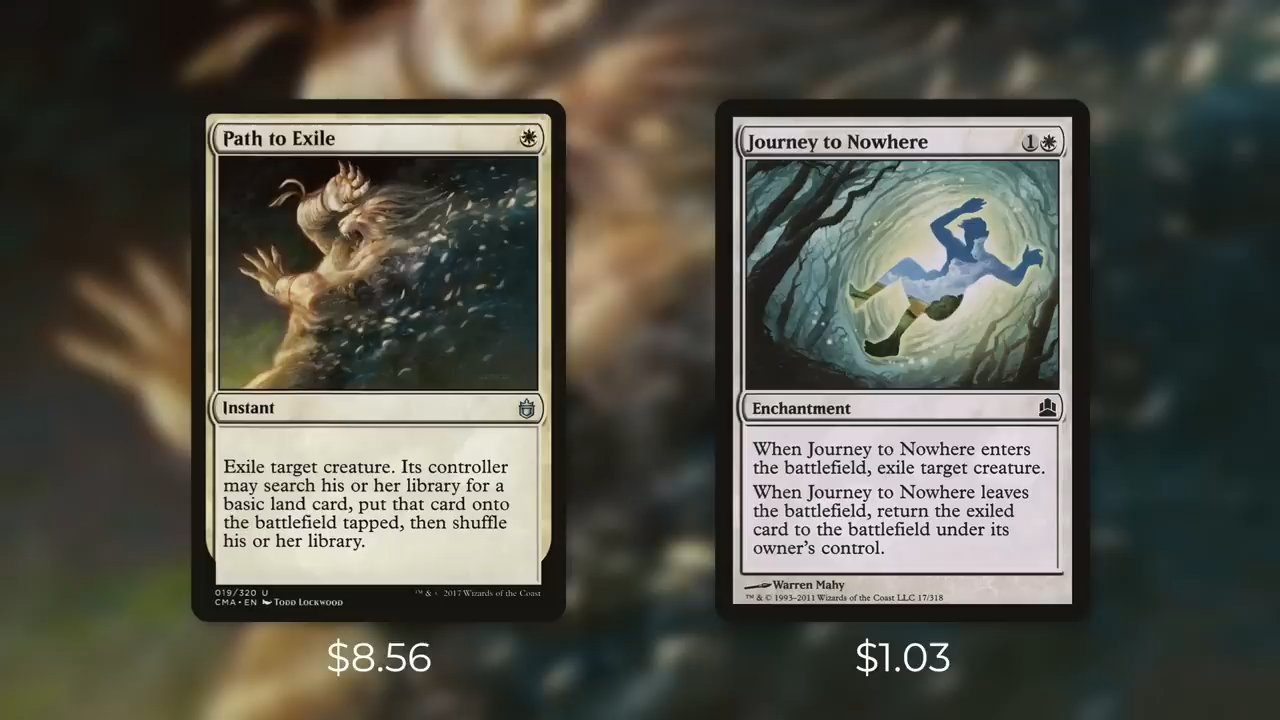 Path to Exile
Instant
Exile target creature. Its controller
may search his or her library for a
basic land card, put that card onto
the battlefield tapped, then shuffle
his or her library.
019/320 U
CMA • EN Todd Lockwood
™ & © 2017 Wizards of the Coast
$8.56
Journey to Nowhere
1
Enchantment
When Journey to Nowhere enters
the battlefield, exile target creature.
When Journey to Nowhere leaves
the battlefield, return the exiled
card to the battlefield under its
owner's control.
Warren Mahy
™ & © 1993–2011 Wizards of the Coast LLC 17/318
$1.03